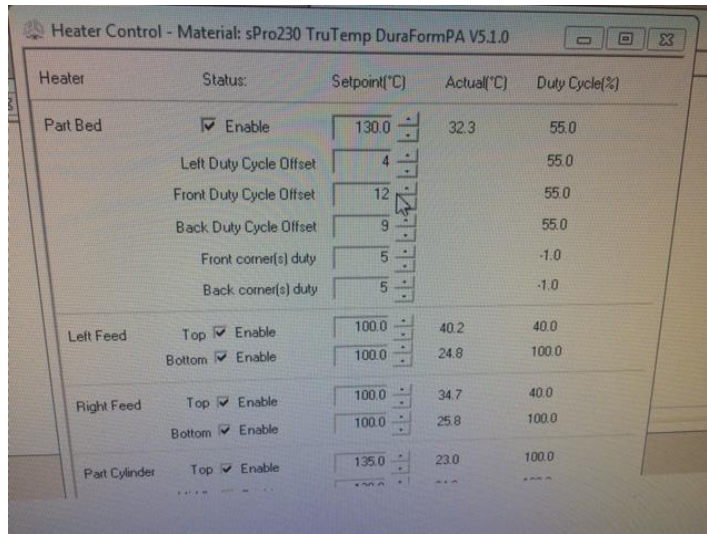 Heater Control - Material: sPro230 TruTemp DuraFormPA V5.1.0
Heater Status: Setpoint(°C) Actual(°C) Duty Cycle(%)
Part Bed Enable 130.0 32.3 55.0
Left Duty Cycle Offset 4 55.0
Front Duty Cycle Offset 12 55.0
Back Duty Cycle Offset 9 55.0
Front corner(s) duty 5 -1.0
Back corner(s) duty 5 -1.0
Left Feed Top Enable 100.0 40.2 40.0
Bottom Enable 100.0 24.8 100.0
Right Feed Top Enable 100.0 34.7 40.0
Bottom Enable 100.0 25.8 100.0
Part Cylinder Top Enable 135.0 23.0 100.0